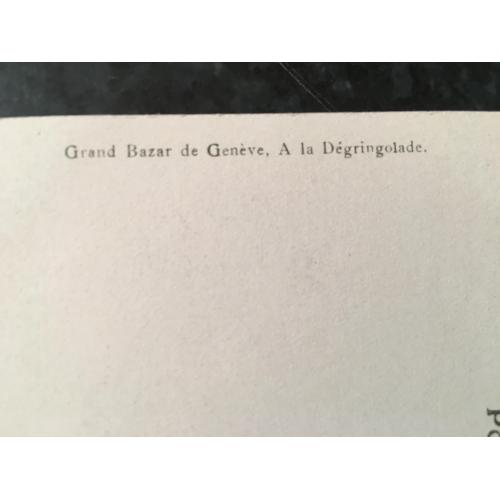 Grand Bazar de Genève, A la Dégringolade.